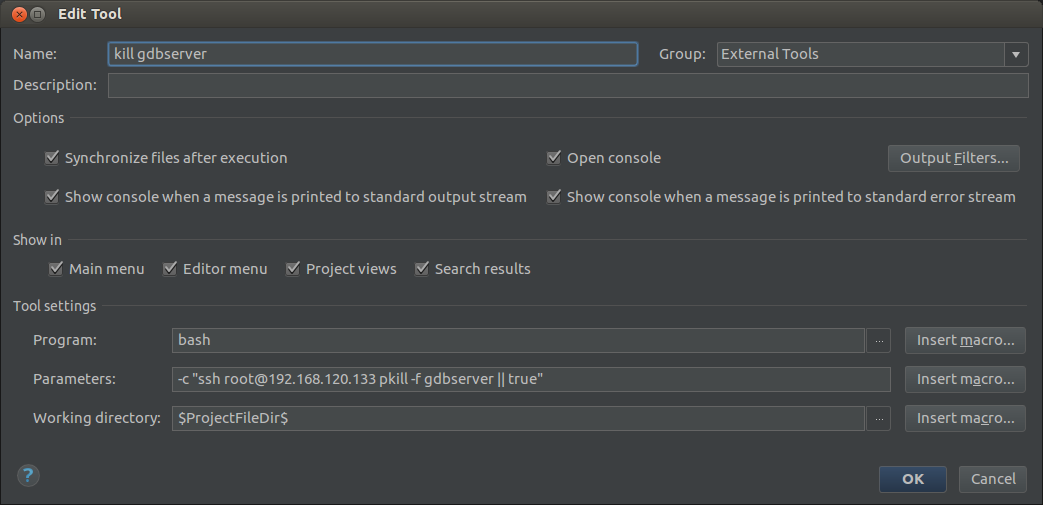 Edit Tool
Name: kill gdbserver Group: External Tools
Description:
Options
Synchronize files after execution Open console Output Filters...
Show console when a message is printed to standard output stream Show console when a message is printed to standard error stream
Show in
Main menu Editor menu Project views Search results
Tool settings
Program: bash ... Insert macro...
Parameters: -c "ssh root@192.168.120.133 pkill -f gdbserver || true" Insert macro...
Working directory: $ProjectFileDir$ ... Insert macro...
? OK Cancel